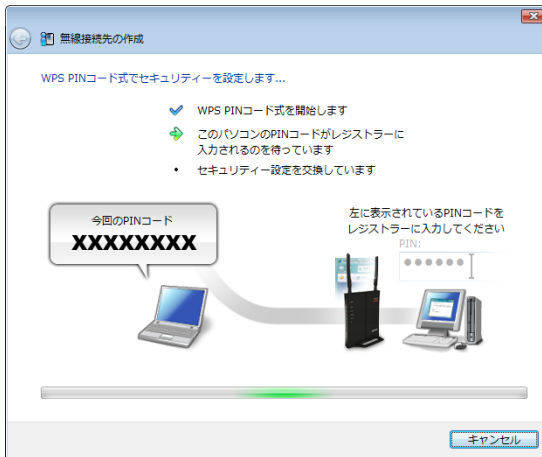 無線接続先の作成
WPS PINコード式でセキュリティーを設定します...
WPS PINコード式を開始します
このパソコンのPINコードがレジストラーに
入力されるのを待っています
・ セキュリティー設定を交換しています
今回のPINコード
XXXXXXXX
左に表示されているPINコードを
レジストラーに入力してください
PIN:
キャンセル